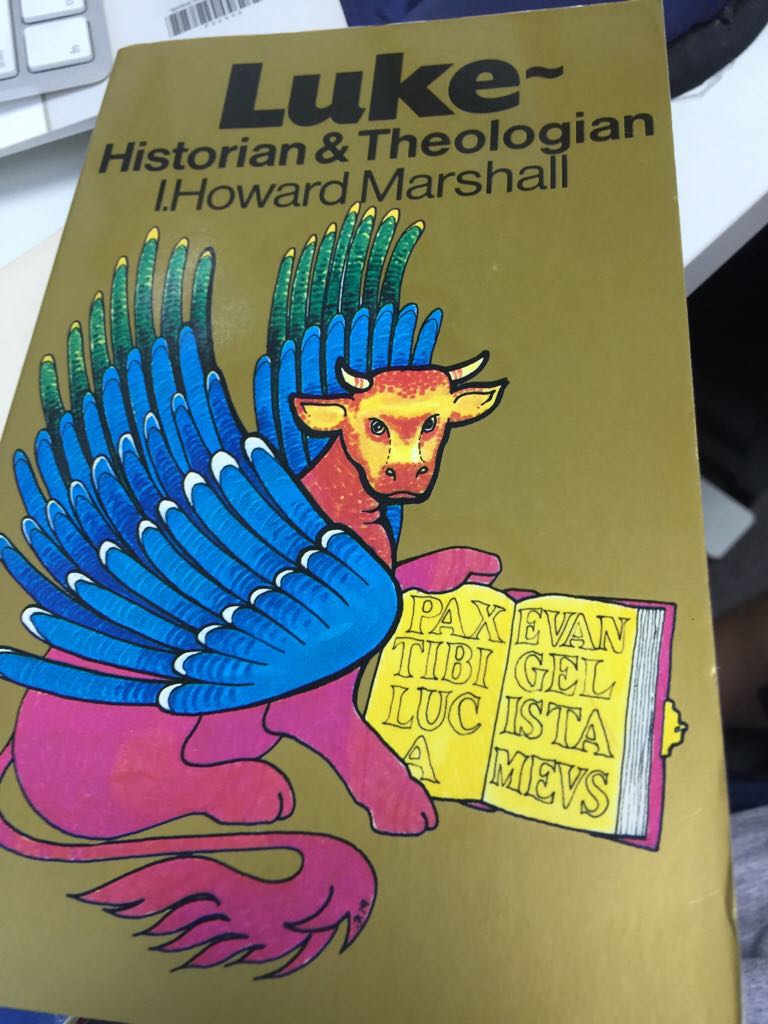 Luke~
Historian & Theologian
I.Howard Marshall
PAX
TIBI
LUC
A
EVAN
GEL
ISTA
MEVS